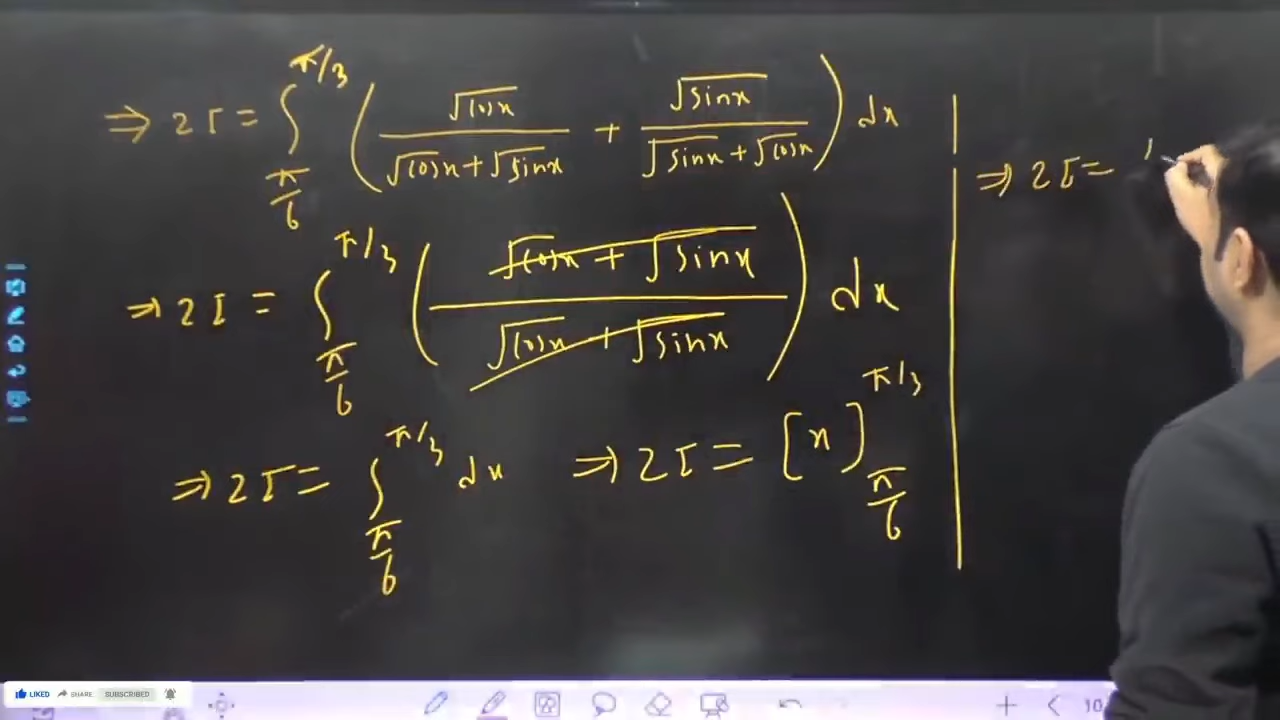 ⇒ 2I = ∫_{π/6}^{π/3} ( √cosx / (√cosx + √sinx) + √sinx / (√sinx + √cosx) ) dx
⇒ 2I = ∫_{π/6}^{π/3} ( (√cosx + √sinx) / (√cosx + √sinx) ) dx
⇒ 2I = ∫_{π/6}^{π/3} dx ⇒ 2I = [x]_{π/6}^{π/3}
⇒ 2I =
LIKED SHARE SUBSCRIBED
10